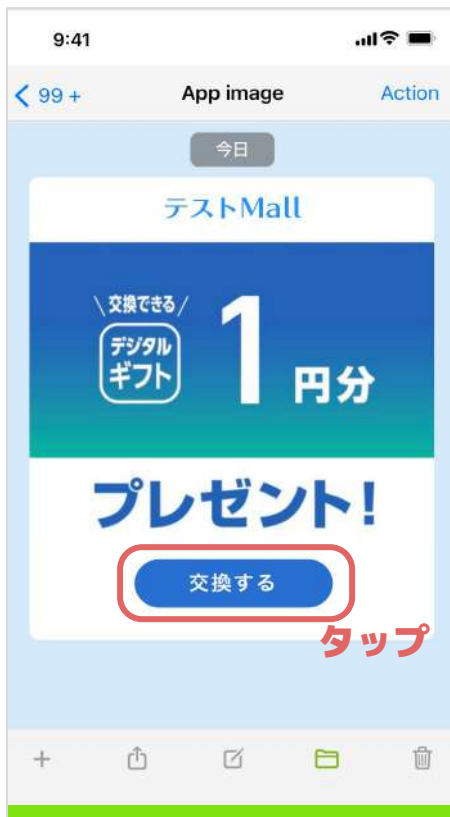 9:41
99 +
App image
Action
今日
テストMall
\ 交換できる /
デジタル
ギフト
1
円分
プレゼント!
交換する
タップ